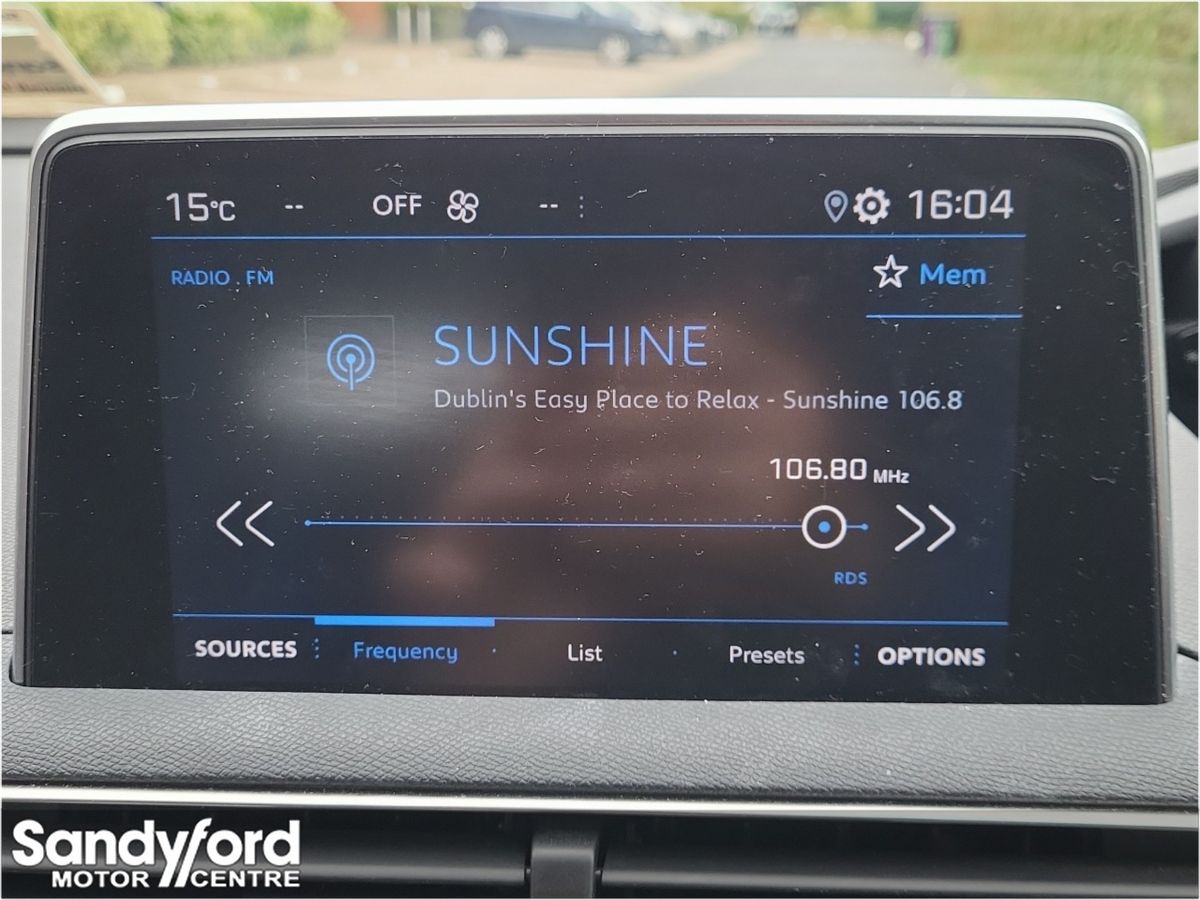 15°C -- OFF -- 16:04
RADIO . FM
Mem
SUNSHINE
Dublin's Easy Place to Relax - Sunshine 106.8
106.80 MHz
RDS
SOURCES Frequency List Presets OPTIONS
Sandyford
MOTOR CENTRE